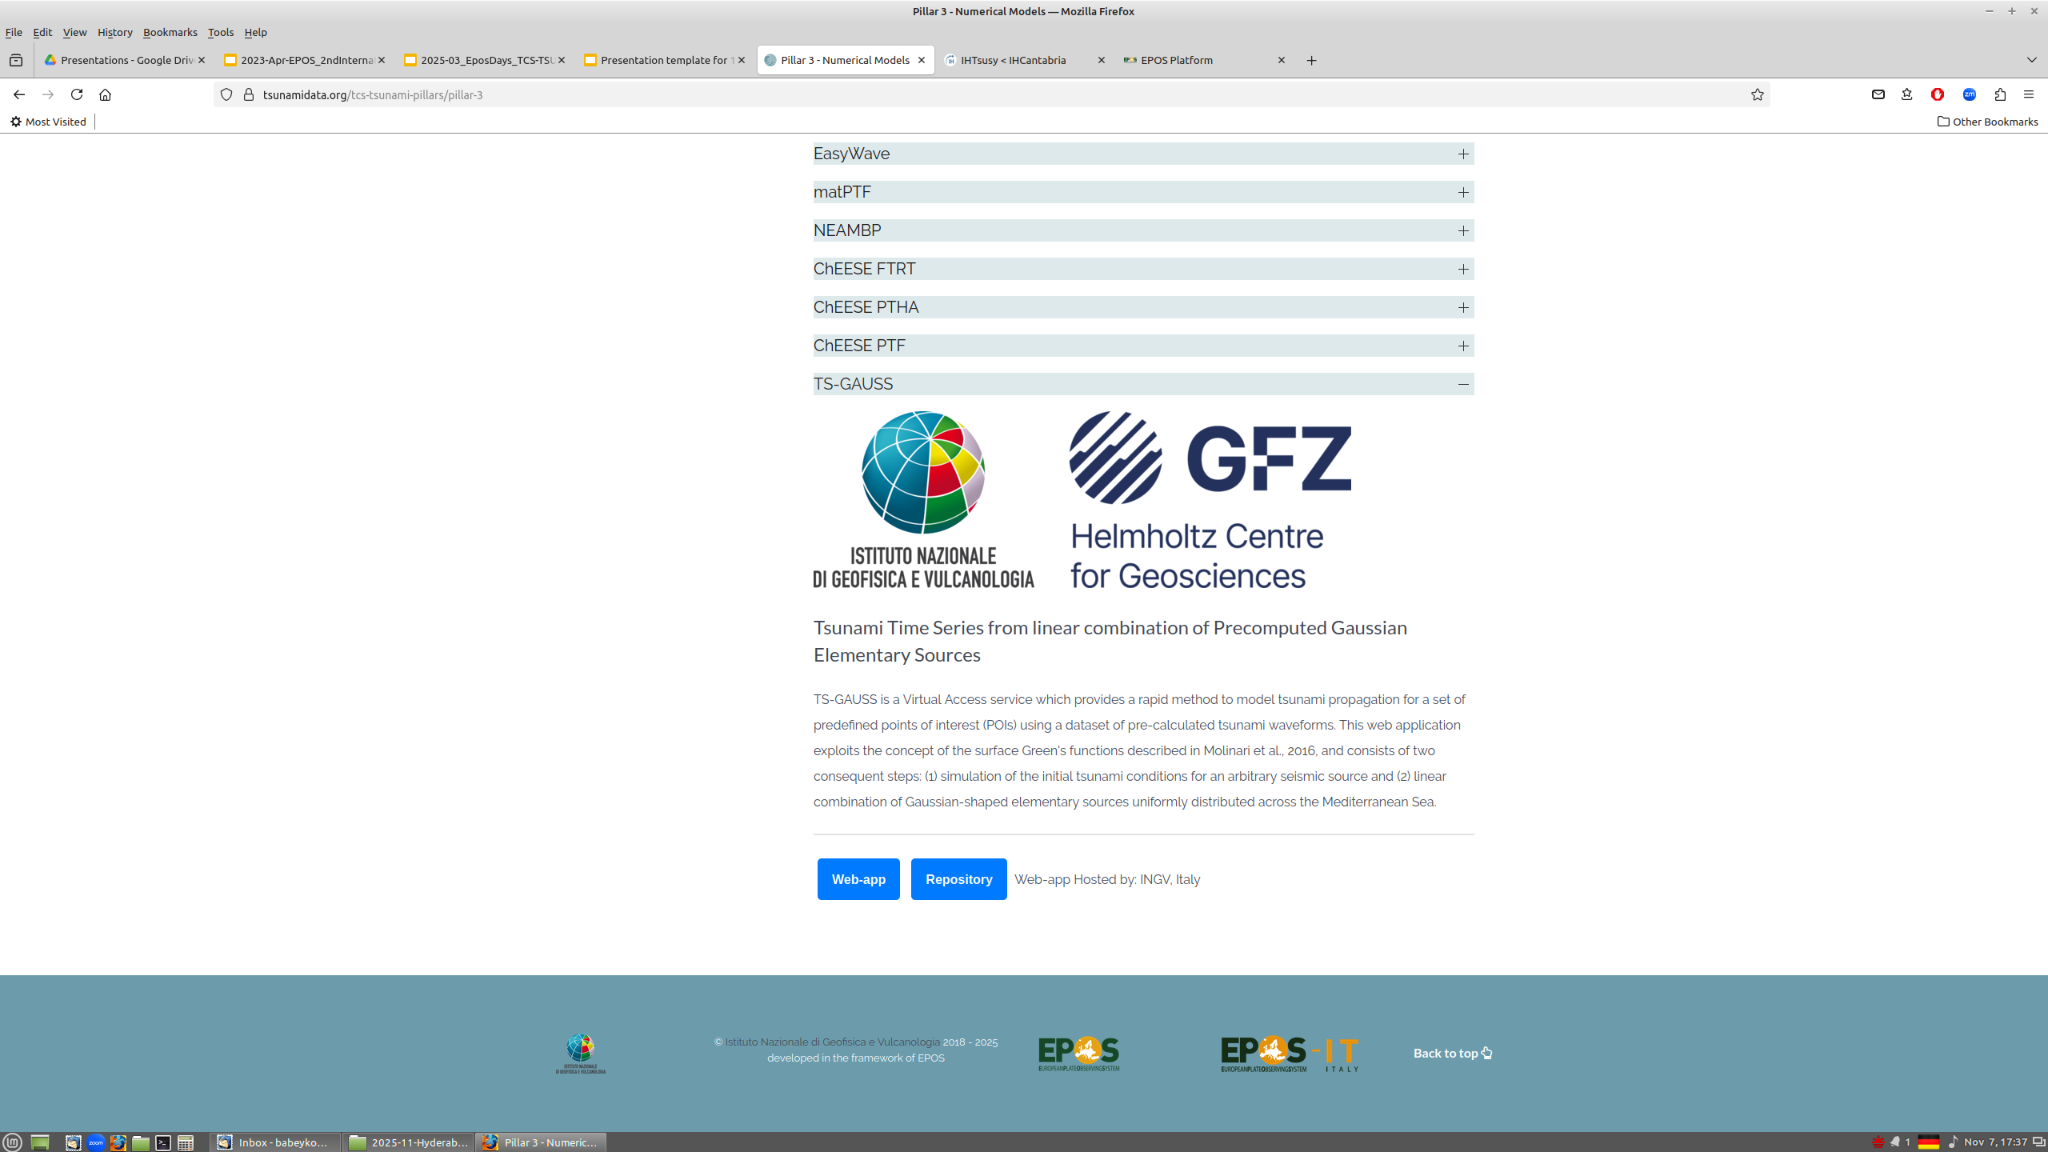 Pillar 3 - Numerical Models — Mozilla Firefox
File Edit View History Bookmarks Tools Help
Presentations - Google Driv
2023-Apr-EPOS_2ndInterna
2025-03_EposDays_TCS-TSU
Presentation template for
Pillar 3 - Numerical Models
IHTsusy < IHCantabria
EPOS Platform
tsunamidata.org/tcs-tsunami-pillars/pillar-3
zm
Most Visited
Other Bookmarks
EasyWave
matPTF
NEAMBP
ChEESE FTRT
ChEESE PTHA
ChEESE PTF
TS-GAUSS
ISTITUTO NAZIONALE
DI GEOFISICA E VULCANOLOGIA
GFZ
Helmholtz Centre
for Geosciences
Tsunami Time Series from linear combination of Precomputed Gaussian
Elementary Sources
TS-GAUSS is a Virtual Access service which provides a rapid method to model tsunami propagation for a set of
predefined points of interest (POIs) using a dataset of pre-calculated tsunami waveforms. This web application
exploits the concept of the surface Green's functions described in Molinari et al., 2016, and consists of two
consequent steps: (1) simulation of the initial tsunami conditions for an arbitrary seismic source and (2) linear
combination of Gaussian-shaped elementary sources uniformly distributed across the Mediterranean Sea.
Web-app Repository Web-app Hosted by: INGV, Italy
ISTITUTO NAZIONALE
DI GEOFISICA E VULCANOLOGIA
© Istituto Nazionale di Geofisica e Vulcanologia 2018 - 2025
developed in the framework of EPOS
EPOS
EUROPEANPLATEOBSERVINGSYSTEM
EPOS-IT
EUROPEANPLATEOBSERVINGSYSTEM ITALY
Back to top
zoom
Inbox - babeyko...
2025-11-Hyderab...
Pillar 3 - Numeric...
1
Nov 7, 17:37